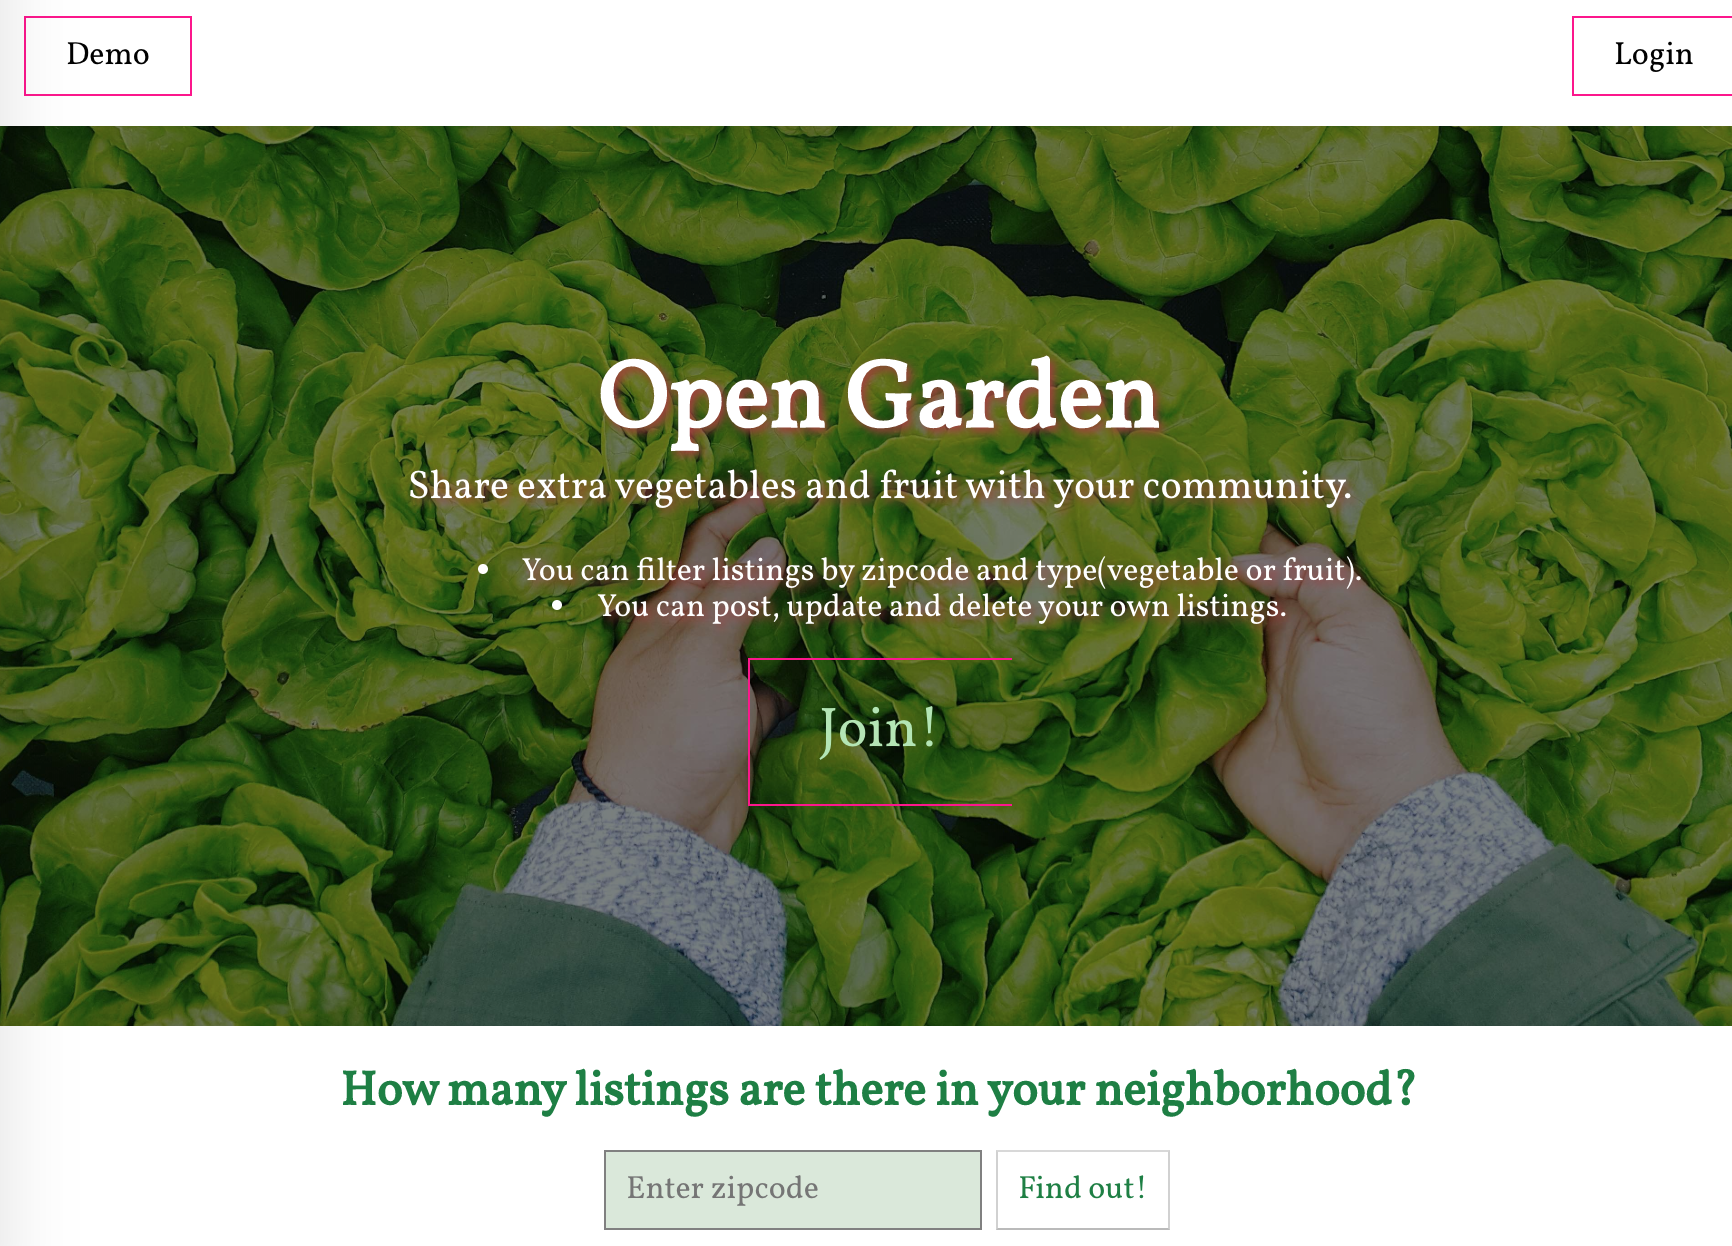 Demo
Login
Open Garden
Share extra vegetables and fruit with your community.
• You can filter listings by zipcode and type(vegetable or fruit).
• You can post, update and delete your own listings.
Join!
How many listings are there in your neighborhood?
Enter zipcode
Find out!